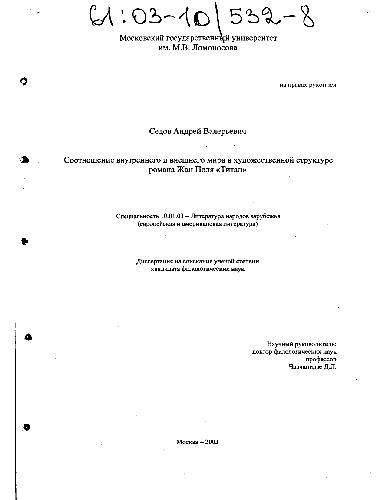 61:03-10/532-8
Московский государственный университет
им. М.В. Ломоносова
на правах рукописи
Седов Андрей Валерьевич
Соотношение внутреннего и внешнего мира в художественной структуре
романа Жан Поля «Титан»
Специальность 10.01.03 – Литература народов зарубежья
(европейская и американская литература)
Диссертация на соискание ученой степени
кандидата филологических наук
Научный руководитель:
доктор филологических наук
профессор
Д.Л.
Москва –